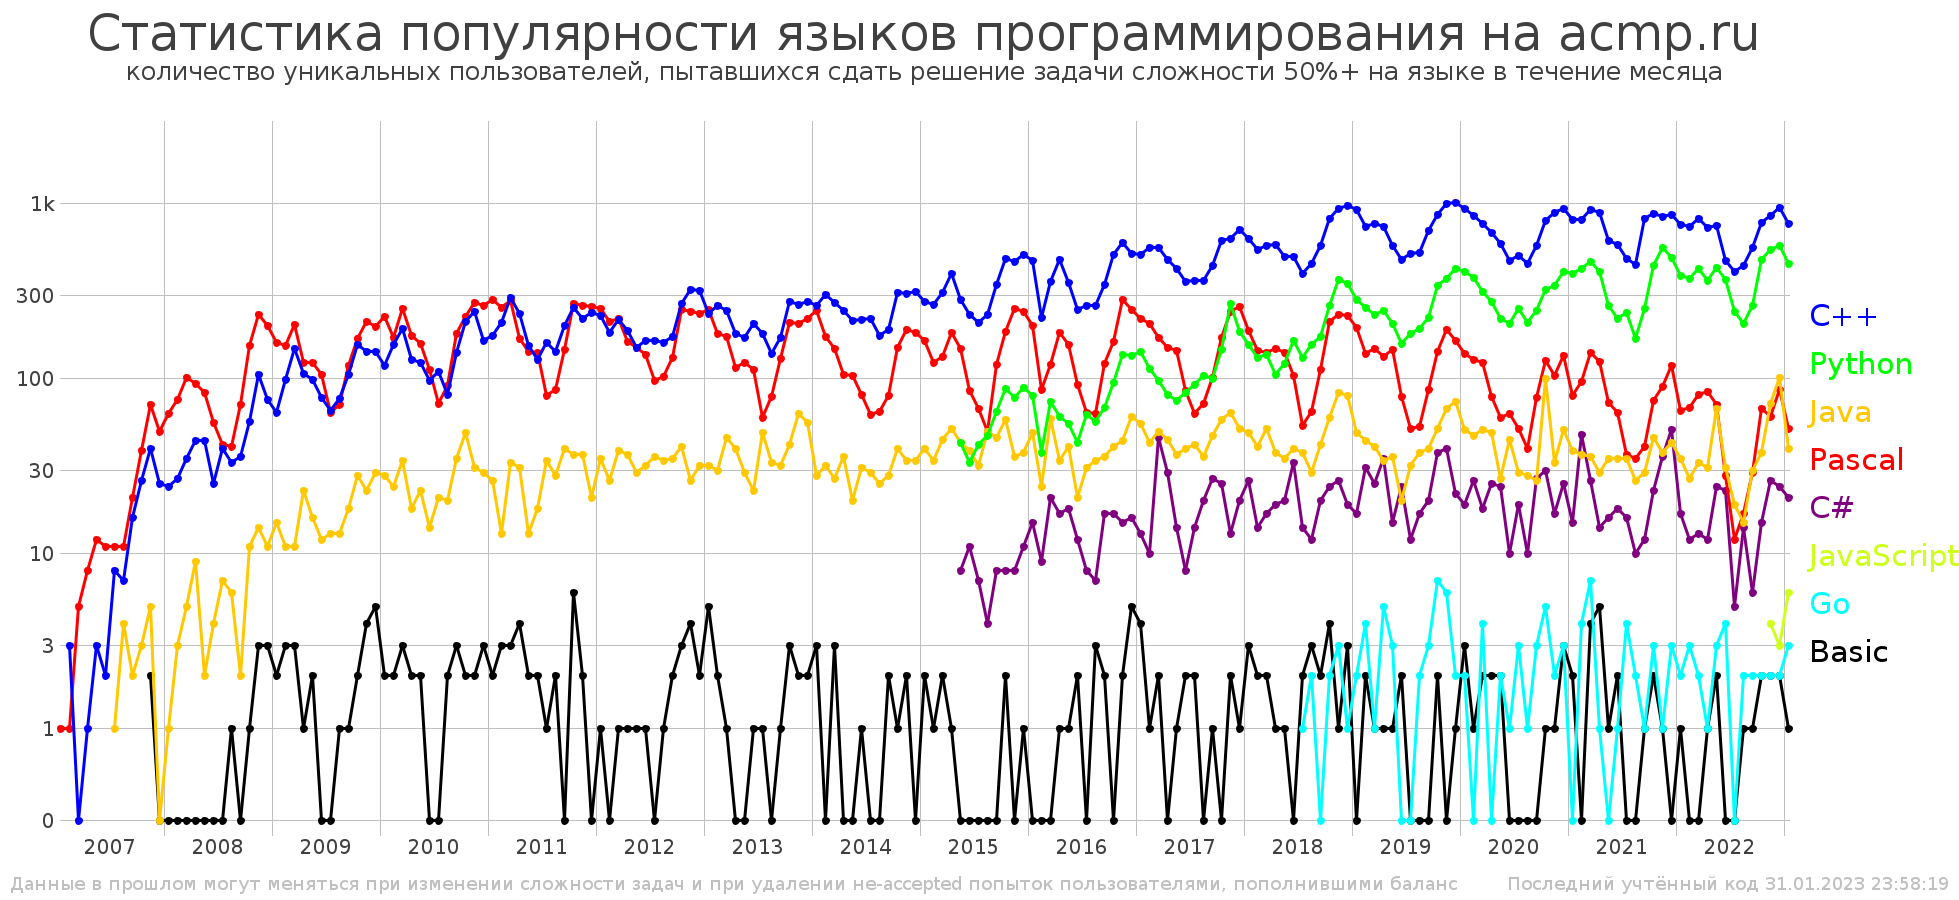 Статистика популярности языков программирования на acmp.ru
количество уникальных пользователей, пытавшихся сдать решение задачи сложности 50%+ на языке в течение месяца
1k
300
100
30
10
3
1
0
C++
Python
Java
Pascal
C#
JavaScript
Go
Basic
2007 2008 2009 2010 2011 2012 2013 2014 2015 2016 2017 2018 2019 2020 2021 2022
Данные в прошлом могут меняться при изменении сложности задач и при удалении не-accepted попыток пользователями, пополнившими баланс Последний учтённый код 31.01.2023 23:58:19